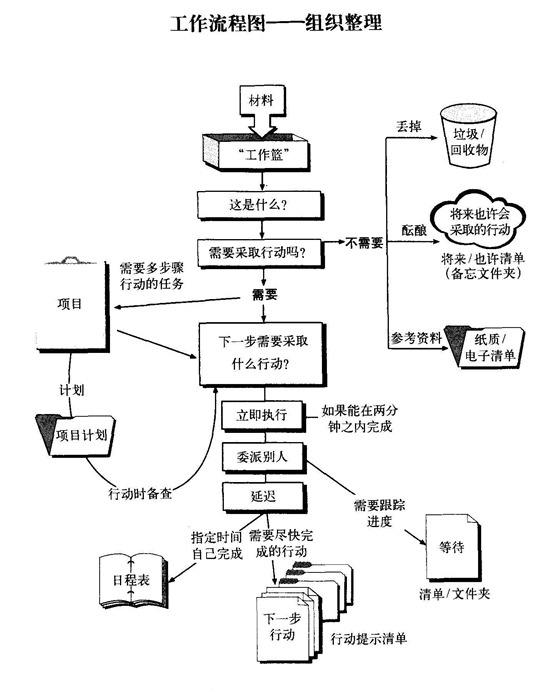 工作流程图——组织整理
材料
“工作篮”
这是什么?
需要采取行动吗?
不需要
丢掉
垃圾/
回收物
酝酿
将来也许会
采取的行动
将来/也许清单
(备忘文件夹)
参考资料
纸质/
电子清单
需要多步骤
行动的任务
需要
项目
下一步需要采取
什么行动?
计划
项目计划
行动时备查
立即执行
如果能在两分
钟之内完成
委派别人
延迟
需要跟踪
进度
等待
清单/文件夹
指定时间
自己完成
日程表
需要尽快完
成的行动
下一步
行动
行动提示清单